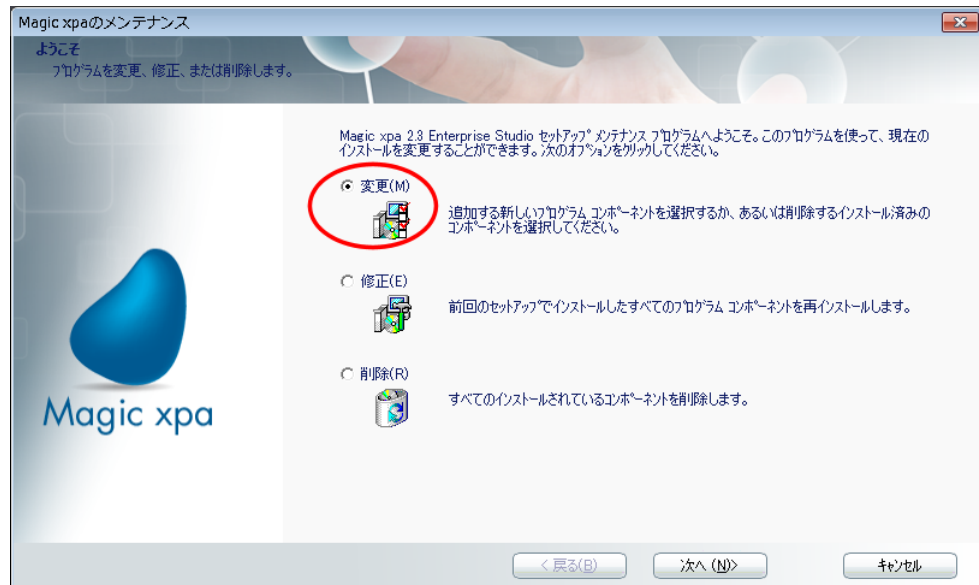 Magic xpaのメンテナンス
ようこそ
プログラムを変更、修正、または削除します。
Magic xpa 2.3 Enterprise Studio セットアップ メンテナンス プログラムへようこそ。このプログラムを使って、現在の
インストールを変更することができます。次のオプションをクリックしてください。
変更(M)
追加する新しいプログラム コンポーネントを選択するか、あるいは削除するインストール済みの
コンポーネントを選択してください。
修正(E)
前回のセットアップでインストールしたすべてのプログラム コンポーネントを再インストールします。
削除(R)
すべてのインストールされているコンポーネントを削除します。
Magic xpa
< 戻る(B)
次へ (N)>
キャンセル